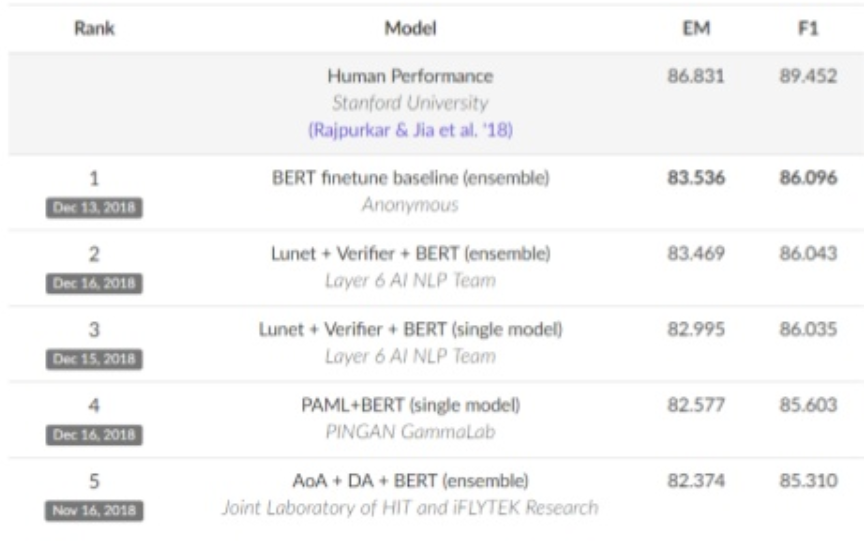 Rank Model EM F1
Human Performance 86.831 89.452
Stanford University
(Rajpurkar & Jia et al. '18)
1 BERT finetune baseline (ensemble) 83.536 86.096
Dec 13, 2018 Anonymous
2 Lunet + Verifier + BERT (ensemble) 83.469 86.043
Dec 16, 2018 Layer 6 AI NLP Team
3 Lunet + Verifier + BERT (single model) 82.995 86.035
Dec 15, 2018 Layer 6 AI NLP Team
4 PAML+BERT (single model) 82.577 85.603
Dec 16, 2018 PINGAN GammaLab
5 AoA + DA + BERT (ensemble) 82.374 85.310
Nov 16, 2018 Joint Laboratory of HIT and iFLYTEK Research